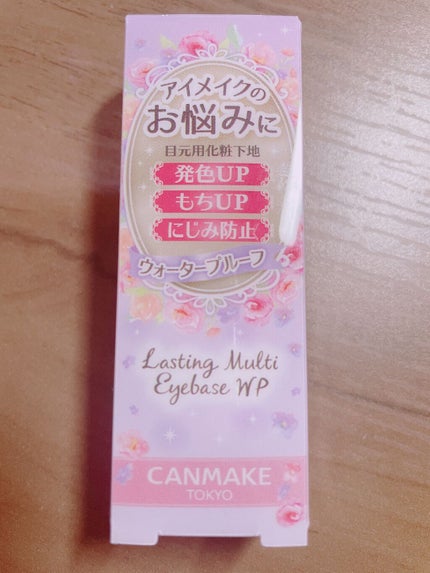 アイメイクの
お悩みに
目元用化粧下地
発色UP
もちUP
にじみ防止
ウォータープルーフ
Lasting Multi
Eyebase WP
CANMAKE
TOKYO